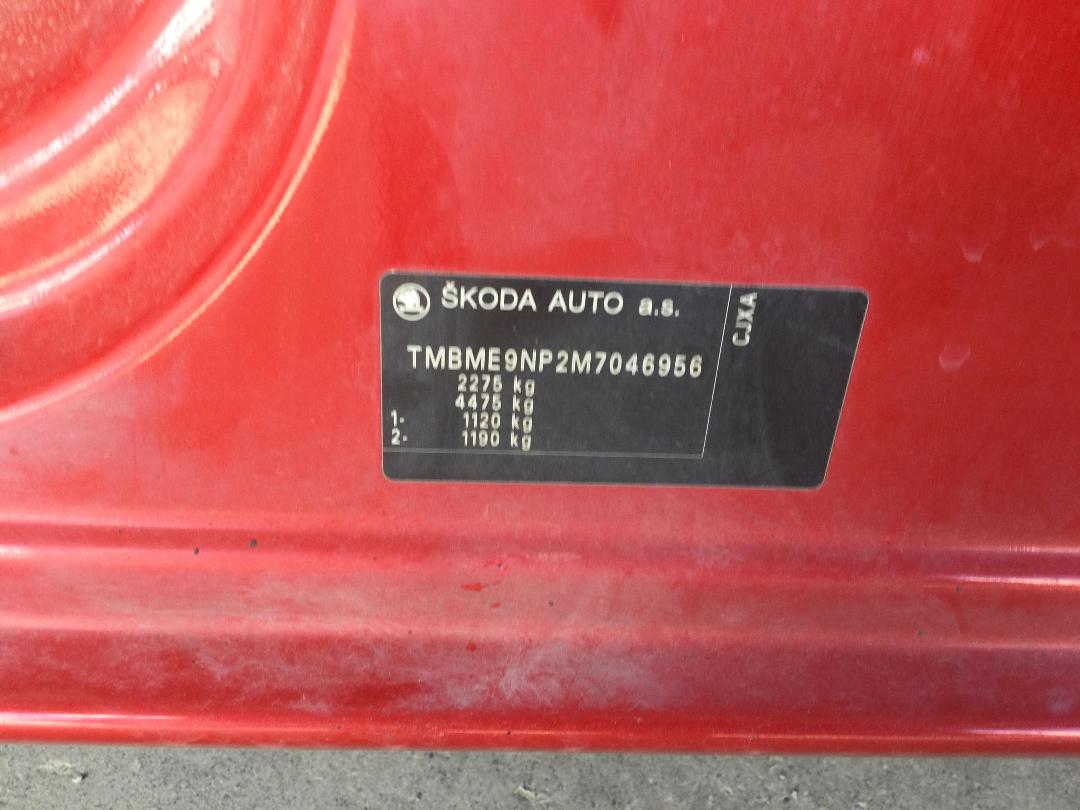 ŠKODA AUTO a.s.
CJXA
TMBME9NP2M7046956
2275 kg
4475 kg
1- 1120 kg
2- 1190 kg